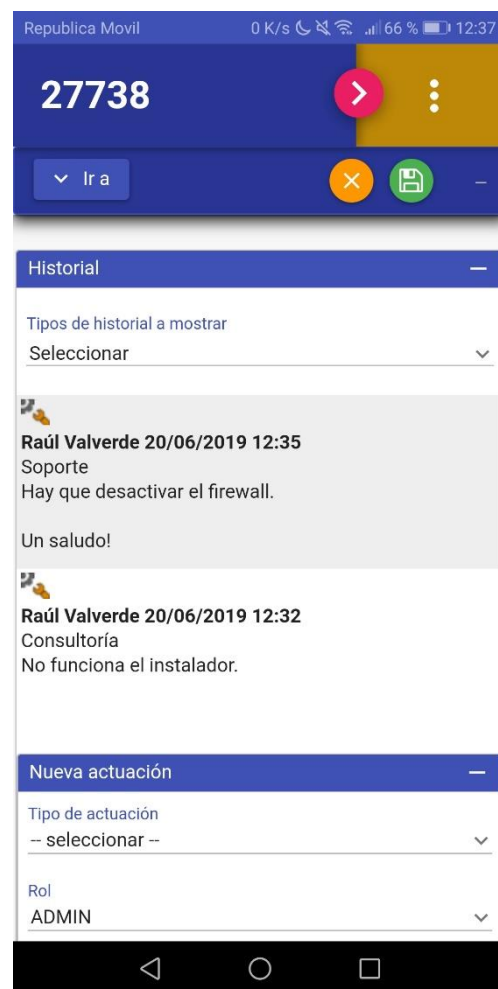 Republica Movil 0 K/s 66 % 12:37
27738
Ir a
Historial
Tipos de historial a mostrar
Seleccionar
Raúl Valverde 20/06/2019 12:35
Soporte
Hay que desactivar el firewall.
Un saludo!
Raúl Valverde 20/06/2019 12:32
Consultoría
No funciona el instalador.
Nueva actuación
Tipo de actuación
-- seleccionar --
Rol
ADMIN